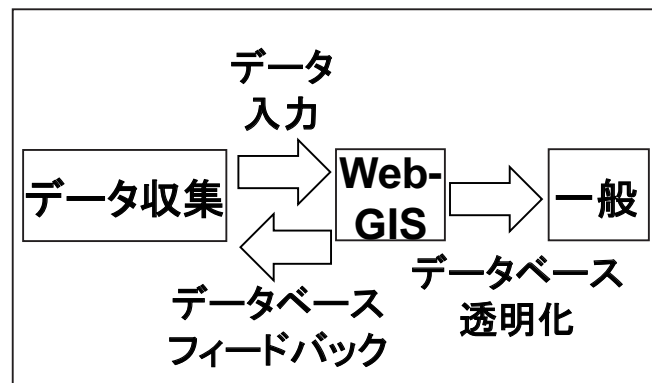 データ
入力
データ収集
Web-
GIS
一般
データベース
フィードバック
データベース
透明化